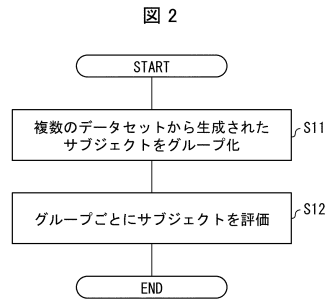 図 2
START
複数のデータセットから生成された
サブジェクトをグループ化
S11
グループごとにサブジェクトを評価
S12
END